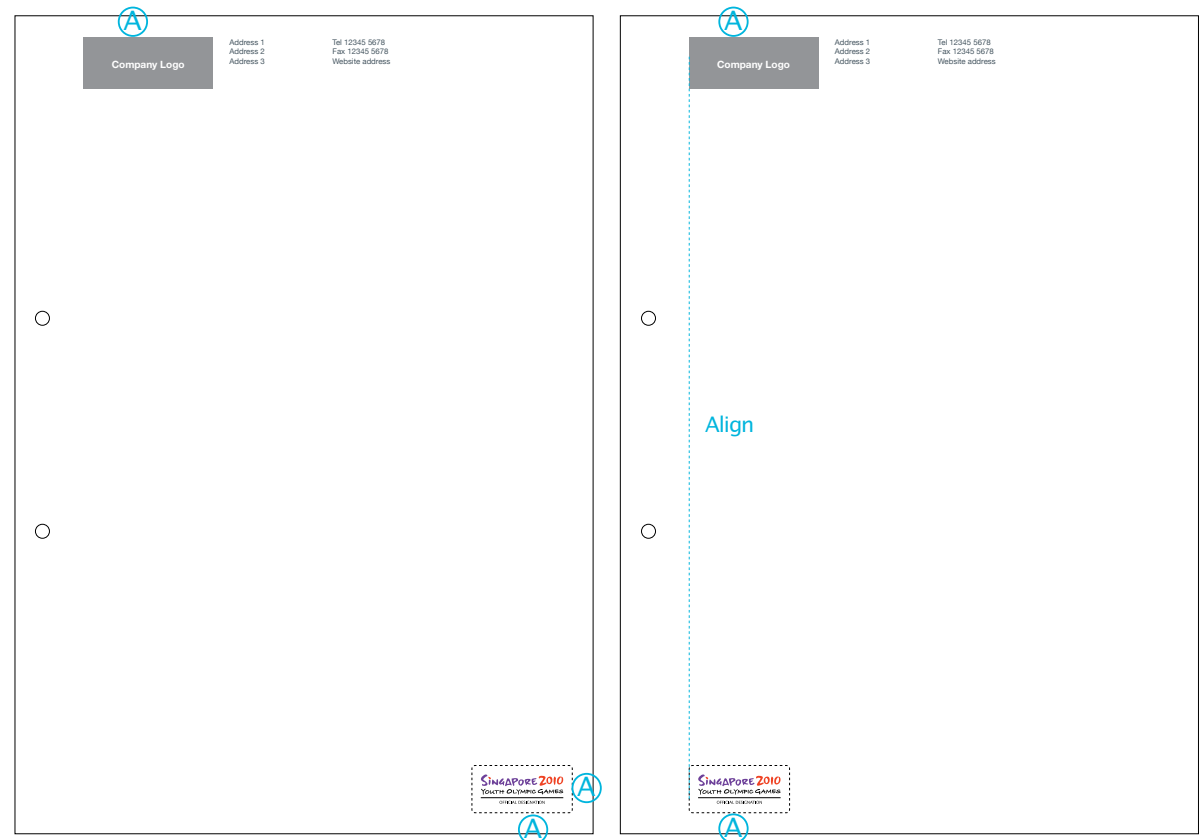 A
Company Logo
Address 1
Address 2
Address 3
Tel 12345 5678
Fax 12345 5678
Website address
SINGAPORE 2010
YOUTH OLYMPIC GAMES
OFFICIAL DESIGNATION
A
A
A
Company Logo
Address 1
Address 2
Address 3
Tel 12345 5678
Fax 12345 5678
Website address
Align
SINGAPORE 2010
YOUTH OLYMPIC GAMES
OFFICIAL DESIGNATION
A